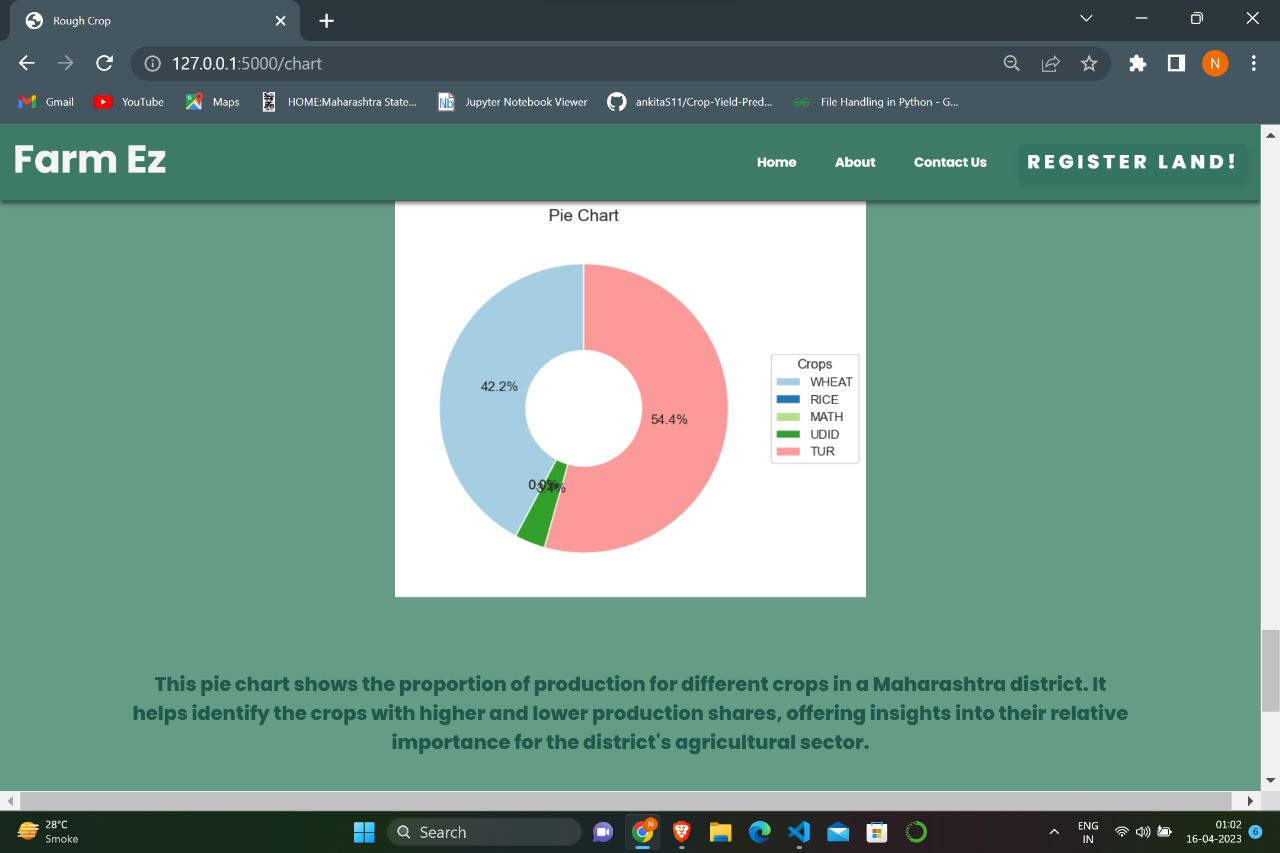 Rough Crop
127.0.0.1:5000/chart
N
Gmail
YouTube
Maps
HOME:Maharashtra State...
Jupyter Notebook Viewer
ankitaS11/Crop-Yield-Pred...
File Handling in Python - G...
Farm Ez
Home
About
Contact Us
REGISTER LAND!
Pie Chart
42.2%
54.4%
Crops
WHEAT
RICE
MATH
UDID
TUR
This pie chart shows the proportion of production for different crops in a Maharashtra district. It
helps identify the crops with higher and lower production shares, offering insights into their relative
importance for the district's agricultural sector.
28°C
Smoke
Search
ENG
IN
01:02
16-04-2023
6